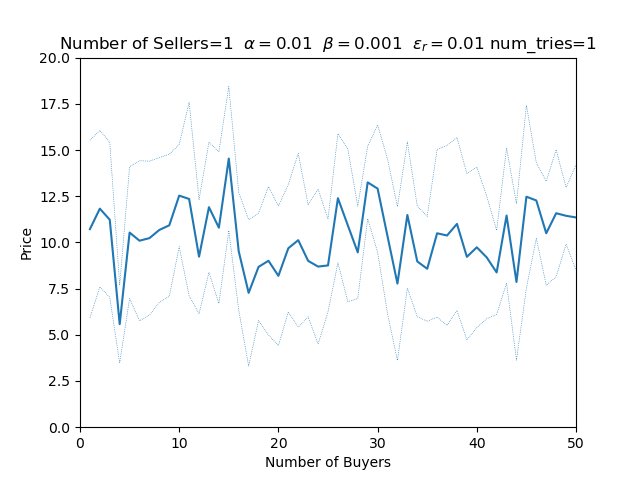 Number of Sellers=1 α = 0.01 β = 0.001 εr = 0.01 num_tries=1
20.0
17.5
15.0
12.5
10.0
7.5
5.0
2.5
0.0
Price
0 10 20 30 40 50
Number of Buyers